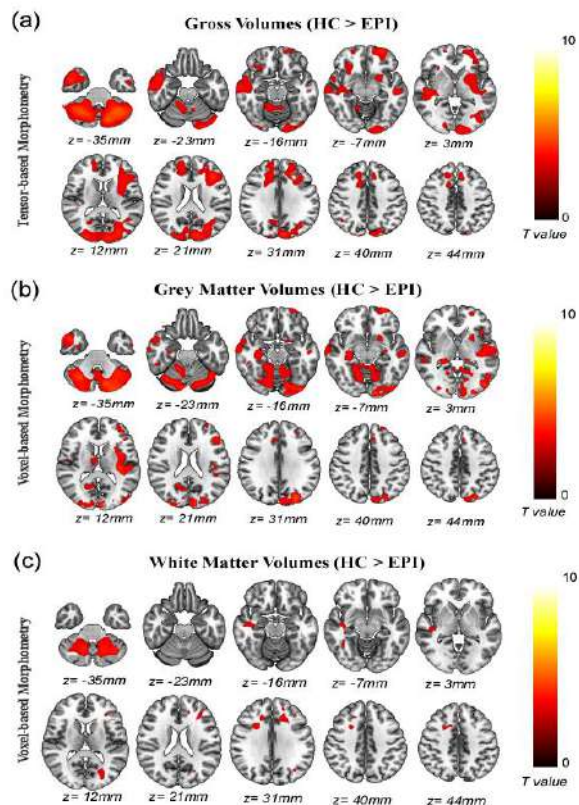 (a)
Gross Volumes (HC > EPI)
Tensor-based Morphometry
z= -35mm z= -23mm z= -16mm z= -7mm z= 3mm
z= 12mm z= 21mm z= 31mm z= 40mm z= 44mm
10
0
T value
(b)
Grey Matter Volumes (HC > EPI)
Voxel-based Morphometry
z= -35mm z= -23mm z= -16mm z= -7mm z= 3mm
z= 12mm z= 21mm z= 31mm z= 40mm z= 44mm
10
0
T value
(c)
White Matter Volumes (HC > EPI)
Voxel-based Morphometry
z= -35mm z= -23mm z= -16mm z= -7mm z= 3mm
z= 12mm z= 21mm z= 31mm z= 40mm z= 44mm
10
0
T value